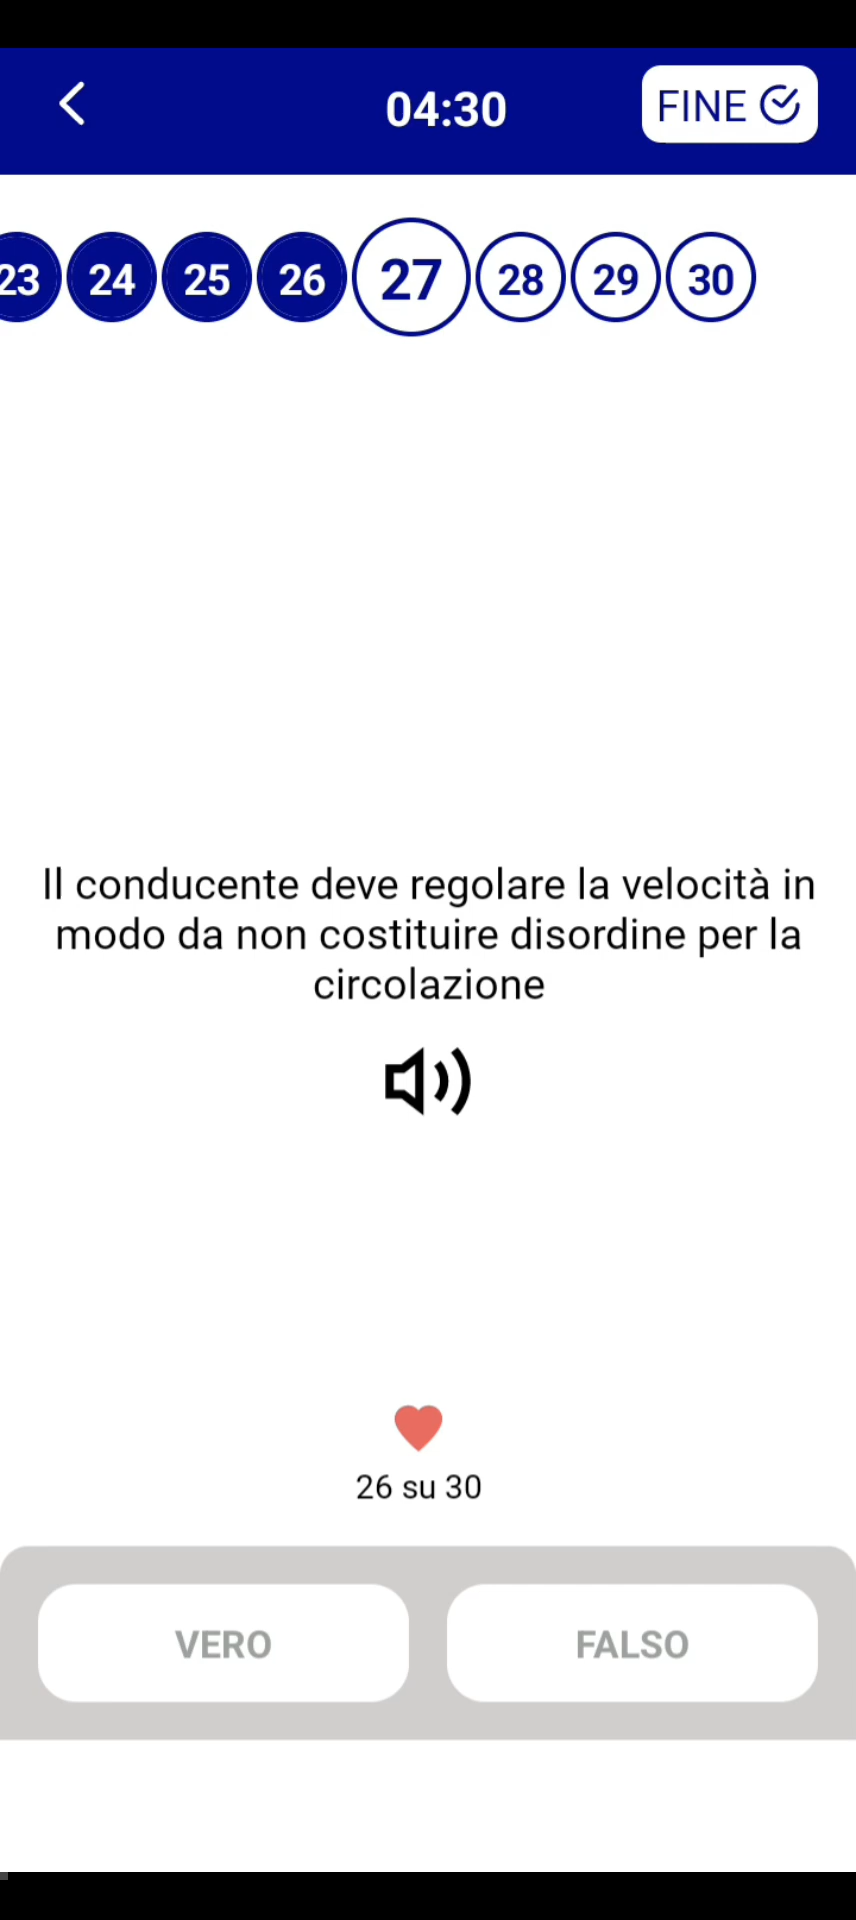 04:30
FINE
23 24 25 26 27 28 29 30
Il conducente deve regolare la velocità in
modo da non costituire disordine per la
circolazione
26 su 30
VERO
FALSO